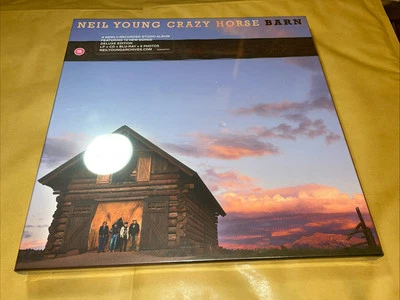 NEIL YOUNG CRAZY HORSE BARN
A NEWLY RECORDED STUDIO ALBUM
FEATURING 10 NEW SONGS
DELUXE EDITION
LP + CD + BLU-RAY + 6 PHOTOS
NEILYOUNGARCHIVES.COM